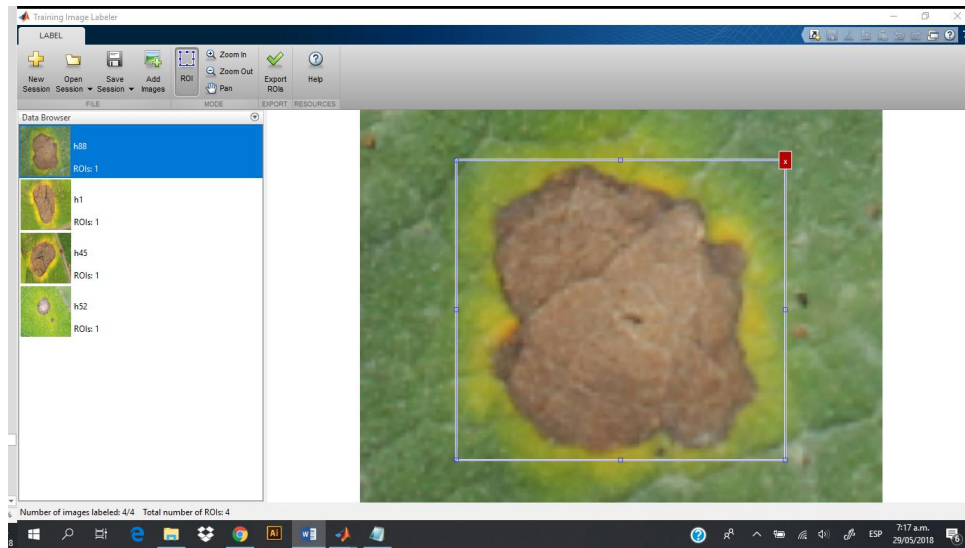 Training Image Labeler
LABEL
New Session
Open Session
Save Session
Add Images
ROI
Zoom In
Zoom Out
Pan
Export ROIs
Help
FILE
MODE
EXPORT
RESOURCES
Data Browser
h88
ROIs: 1
h1
ROIs: 1
h45
ROIs: 1
h52
ROIs: 1
x
Number of images labeled: 4/4 Total number of ROIs: 4
Ai
ESP
7:17 a.m.
29/05/2018
6